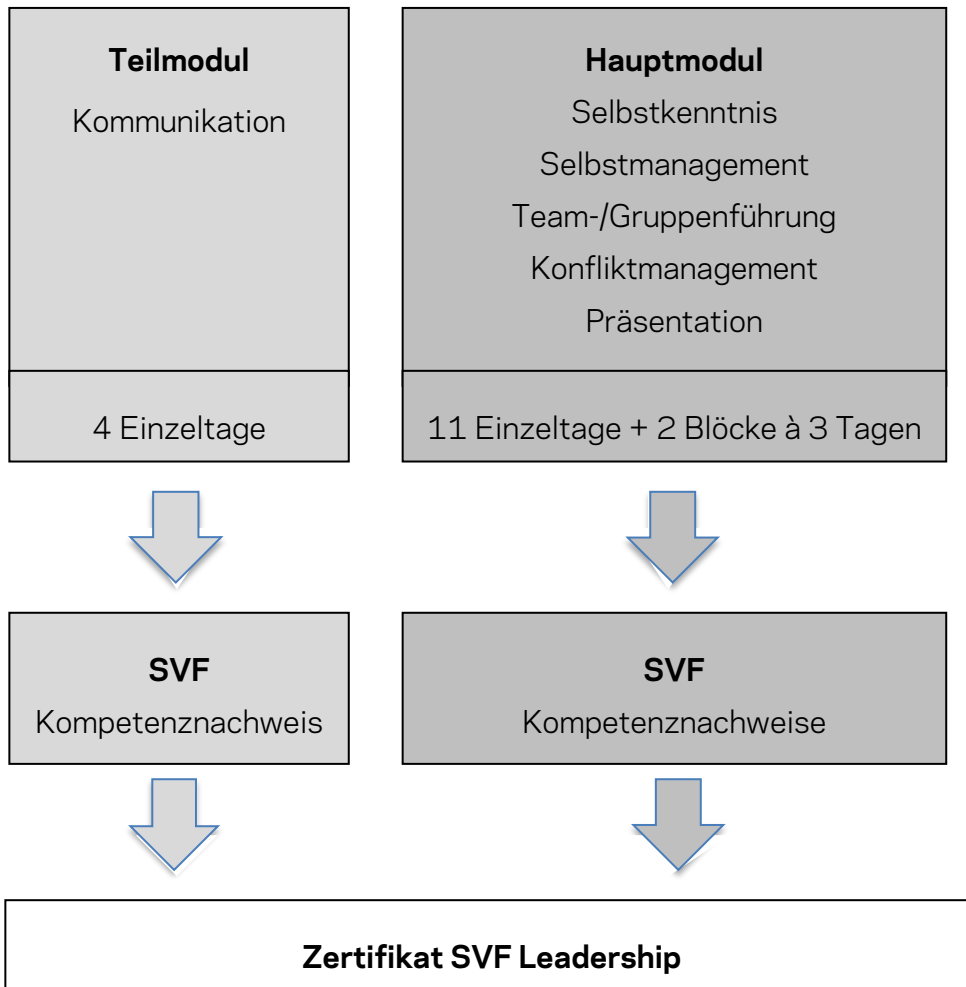 Teilmodul
Kommunikation
4 Einzeltage
Hauptmodul
Selbstkenntnis
Selbstmanagement
Team-/Gruppenführung
Konfliktmanagement
Präsentation
11 Einzeltage + 2 Blöcke à 3 Tagen
SVF
Kompetenznachweis
SVF
Kompetenznachweise
Zertifikat SVF Leadership